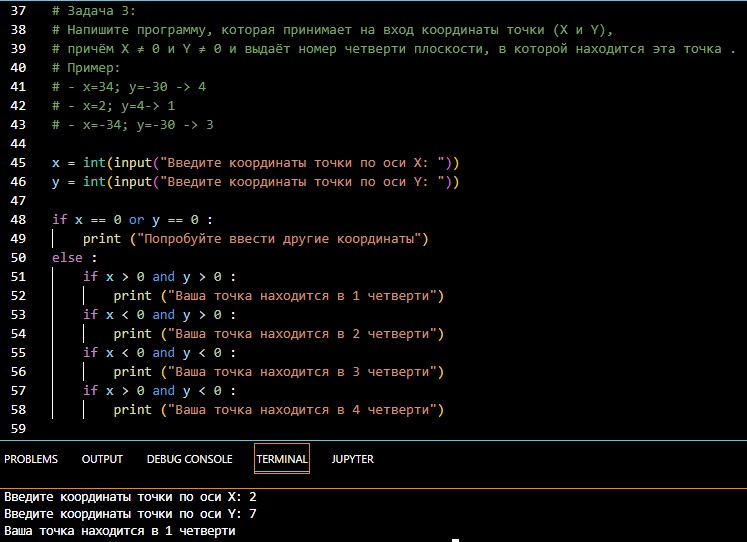 37 # Задача 3:
38 # Напишите программу, которая принимает на вход координаты точки (X и Y),
39 # причём X ≠ 0 и Y ≠ 0 и выдаёт номер четверти плоскости, в которой находится эта точка .
40 # Пример:
41 # - x=34; y=-30 -> 4
42 # - x=2; y=4-> 1
43 # - x=-34; y=-30 -> 3
44
45 x = int(input("Введите координаты точки по оси X: "))
46 y = int(input("Введите координаты точки по оси Y: "))
47
48 if x == 0 or y == 0 :
49     print ("Попробуйте ввести другие координаты")
50 else :
51     if x > 0 and y > 0 :
52         print ("Ваша точка находится в 1 четверти")
53     if x < 0 and y > 0 :
54         print ("Ваша точка находится в 2 четверти")
55     if x < 0 and y < 0 :
56         print ("Ваша точка находится в 3 четверти")
57     if x > 0 and y < 0 :
58         print ("Ваша точка находится в 4 четверти")
59
PROBLEMS OUTPUT DEBUG CONSOLE TERMINAL JUPYTER
Введите координаты точки по оси X: 2
Введите координаты точки по оси Y: 7
Ваша точка находится в 1 четверти